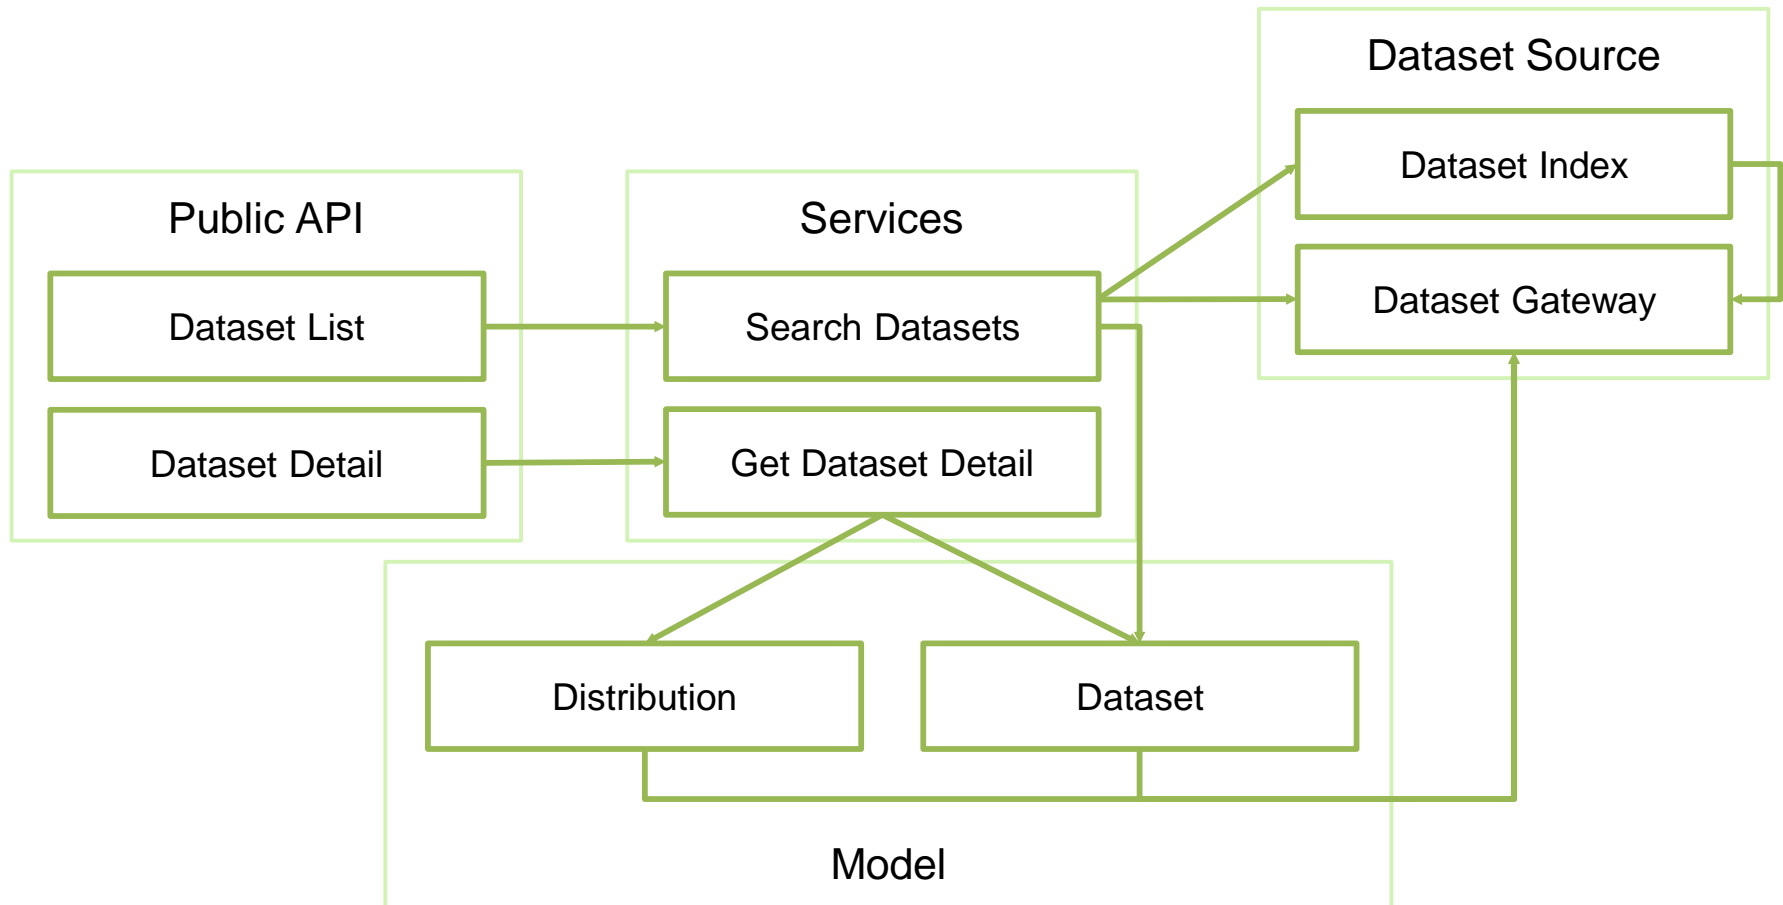 Dataset Source
Dataset Index
Dataset Gateway
Public API
Dataset List
Dataset Detail
Services
Search Datasets
Get Dataset Detail
Distribution
Dataset
Model